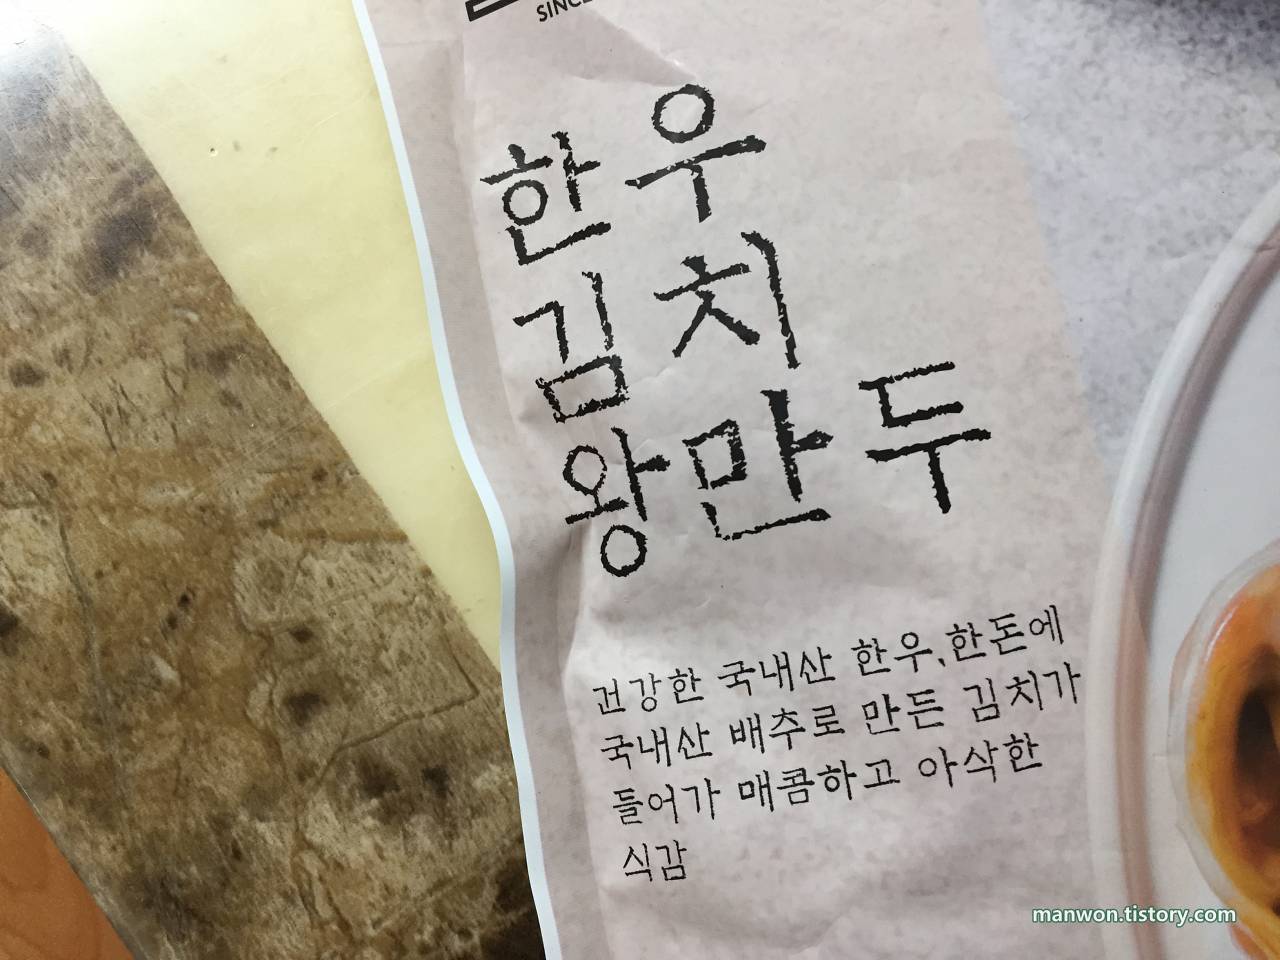 한우
김치
왕만두
건강한 국내산 한우,한돈에
국내산 배추로 만든 김치가
들어가 매콤하고 아삭한
식감
manwon.tistory.com